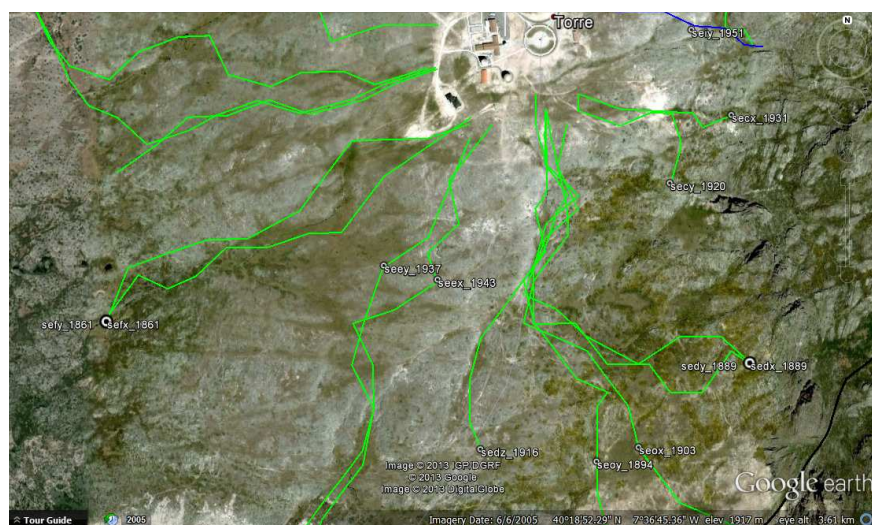 Torre
N
seiy_1951
secx_1931
secy_1920
seey_1937
seex_1943
sefy_1861 sefx_1861
sedy_1889 sedx_1889
seox_1903
sedz_1916
seoy_1894
Image © 2013 IGP/DGRF
© 2013 Google
Image © 2013 DigitalGlobe
Google earth
Tour Guide 2005 Imagery Date: 6/6/2005 40°18'52.29" N 7°36'45.36" W elev 1917 m eye alt 3.61 km